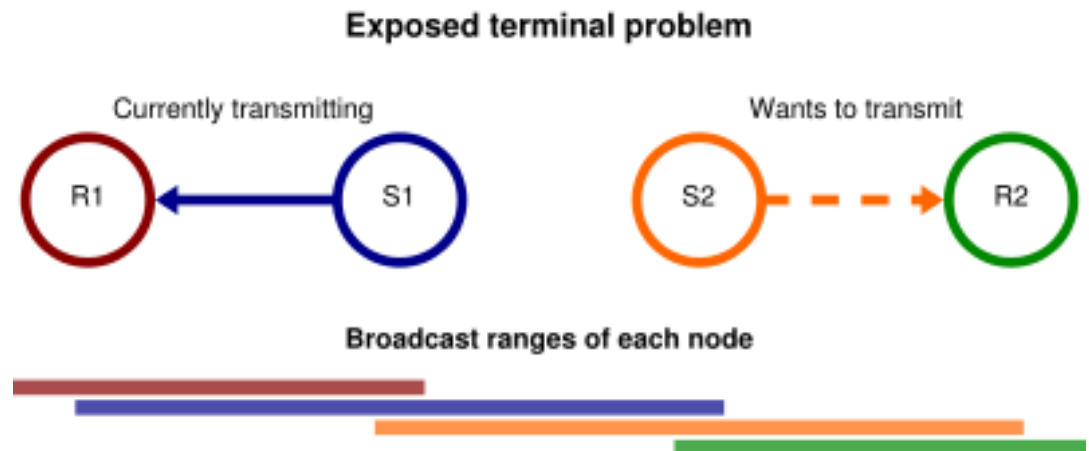 Exposed terminal problem
Currently transmitting
Wants to transmit
R1
S1
S2
R2
Broadcast ranges of each node